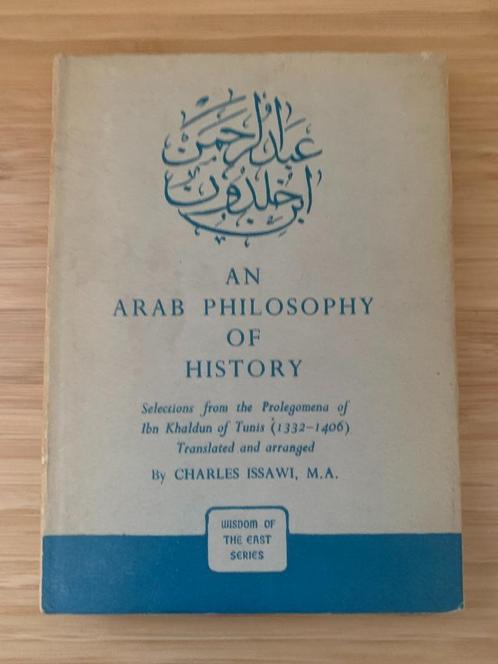 عبد الرحمن
ابن خلدون
AN
ARAB PHILOSOPHY
OF
HISTORY
Selections from the Prolegomena of
Ibn Khaldun of Tunis (1332–1406)
Translated and arranged
By CHARLES ISSAWI, M.A.
WISDOM OF
THE EAST
SERIES